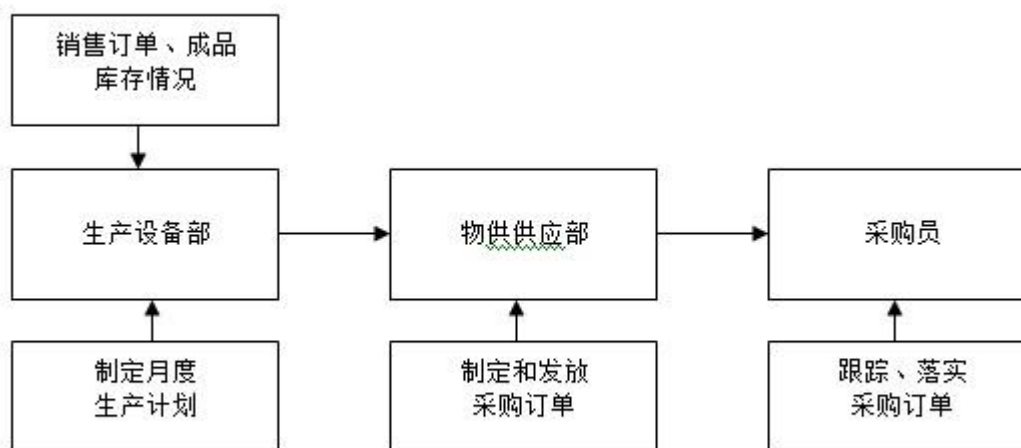 销售订单、成品
库存情况
生产设备部
物供供应部
采购员
制定月度
生产计划
制定和发放
采购订单
跟踪、落实
采购订单